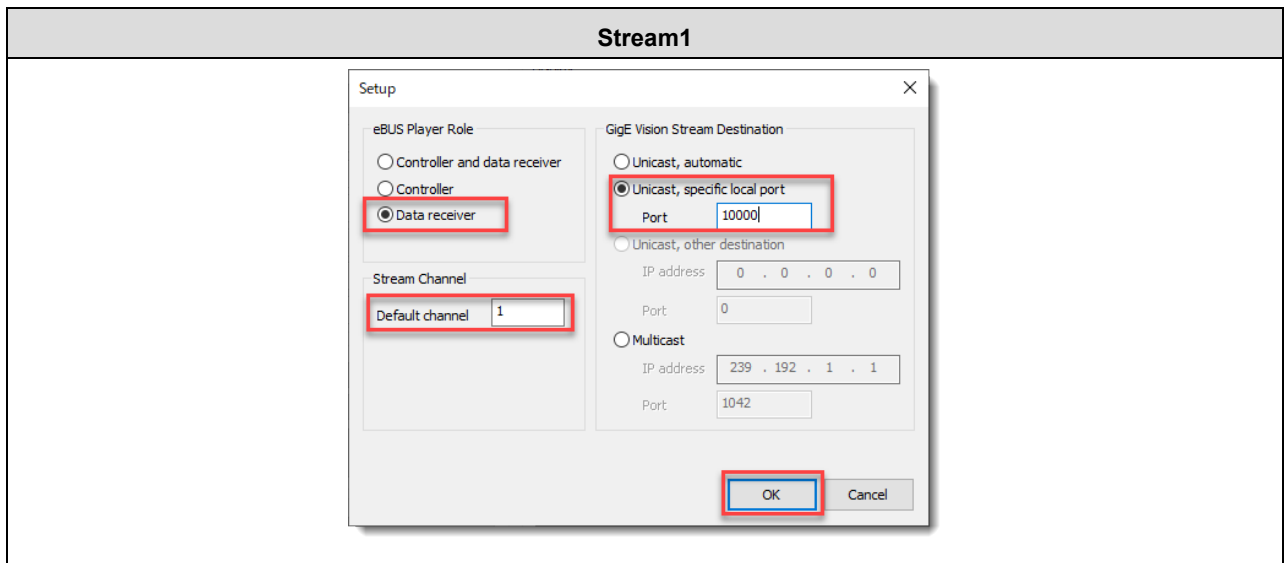 Stream1
Setup
eBUS Player Role
Controller and data receiver
Controller
Data receiver
Stream Channel
Default channel 1
GigE Vision Stream Destination
Unicast, automatic
Unicast, specific local port
Port 10000
Unicast, other destination
IP address 0 . 0 . 0 . 0
Port 0
Multicast
IP address 239 . 192 . 1 . 1
Port 1042
OK Cancel